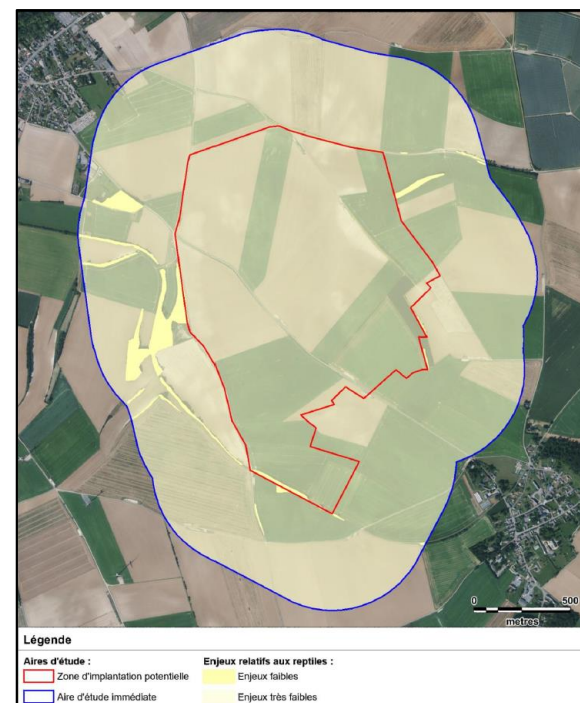 0 500
metres
Légende
Aires d'étude : Enjeux relatifs aux reptiles :
Zone d'implantation potentielle Enjeux faibles
Aire d'étude immédiate Enjeux très faibles